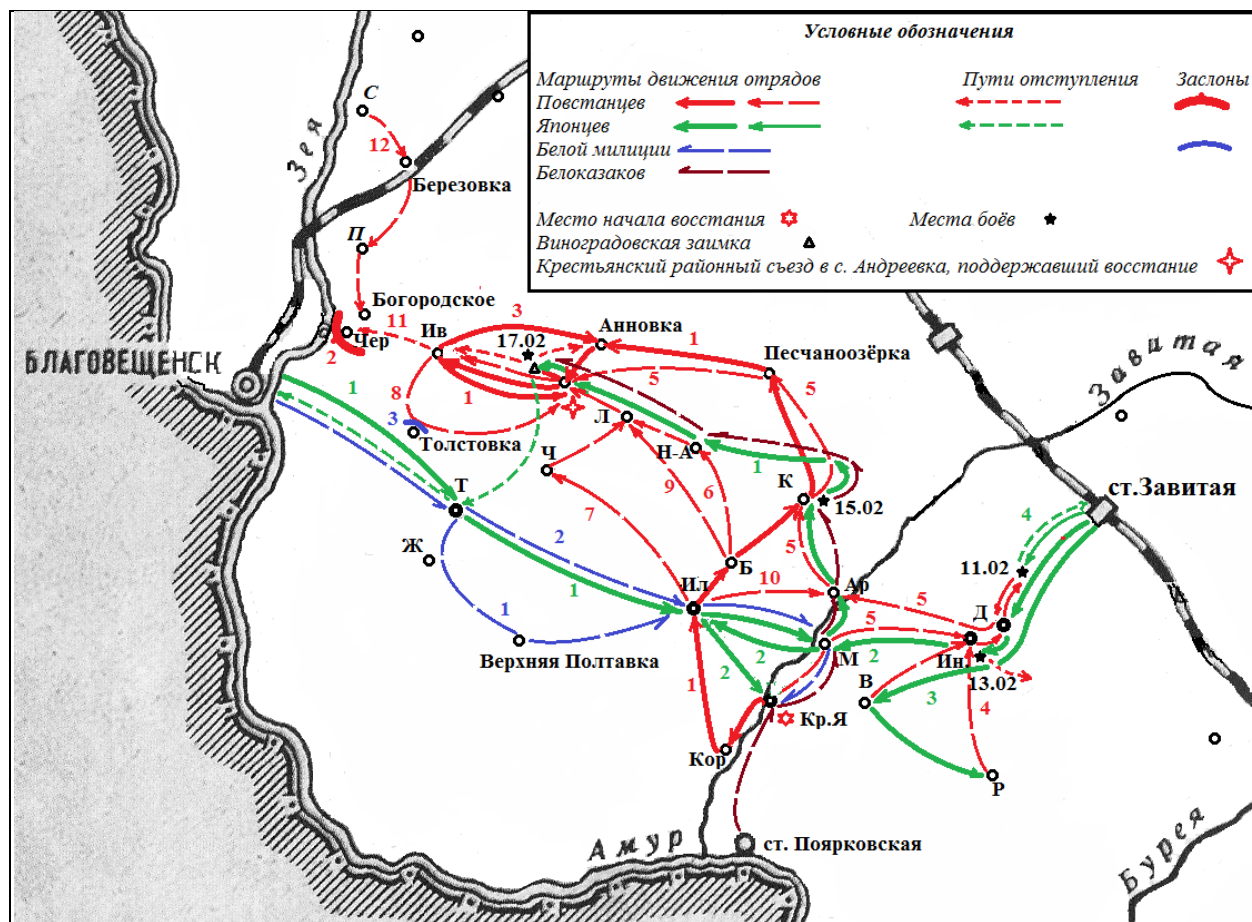 Условные обозначения
Маршруты движения отрядов Пути отступления Заслоны
Повстанцев
Японцев
Белой милиции
Белоказаков
Место начала восстания Места боёв
Виноградовская заимка
Крестьянский районный съезд в с. Андреевка, поддержавший восстание
С
12
Зея
Березовка
П
Богородское
11
3
Чер
2
Ив
17.02
Анновка
1
Песчаноозёрка
БЛАГОВЕЩЕНСК
1
8
1
5
5
Завитая
3
Толстовка
Л
Ч
Н-А
1
9
6
К
15.02
ст.Завитая
Т
7
2
5
4
Ж
1
Б
10
11.02
Ил
Ар
1
5
Д
Верхняя Полтавка
2
2
М
2
Ин.
13.02
1
В
3
Кр.Я
4
Кор
Р
Амур
ст. Поярковская
Бурея